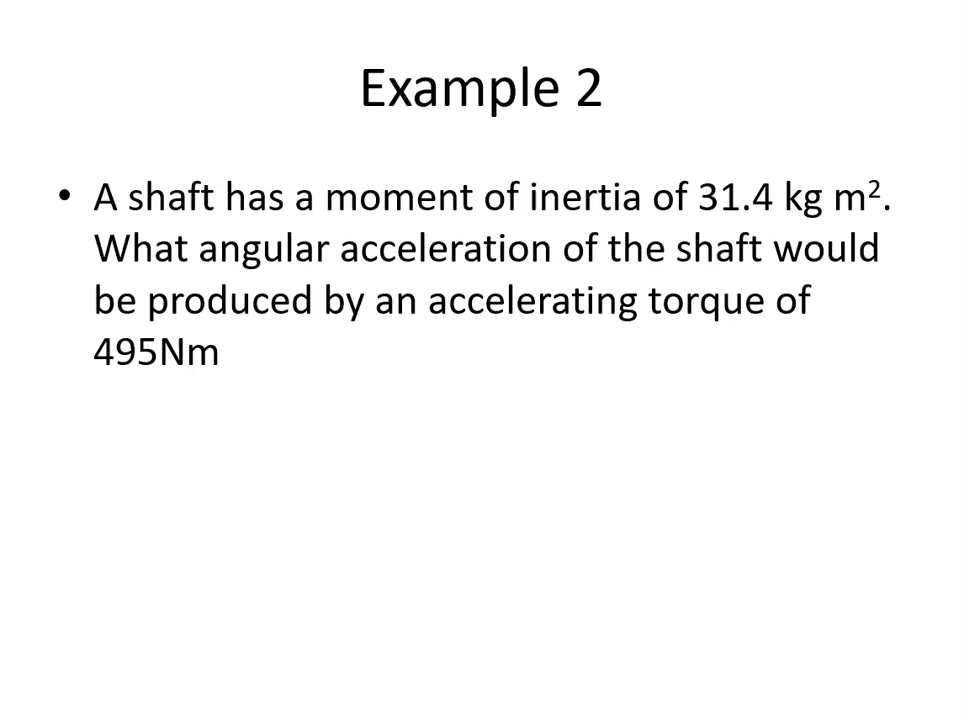 Example 2
• A shaft has a moment of inertia of 31.4 kg m².
What angular acceleration of the shaft would
be produced by an accelerating torque of
495Nm